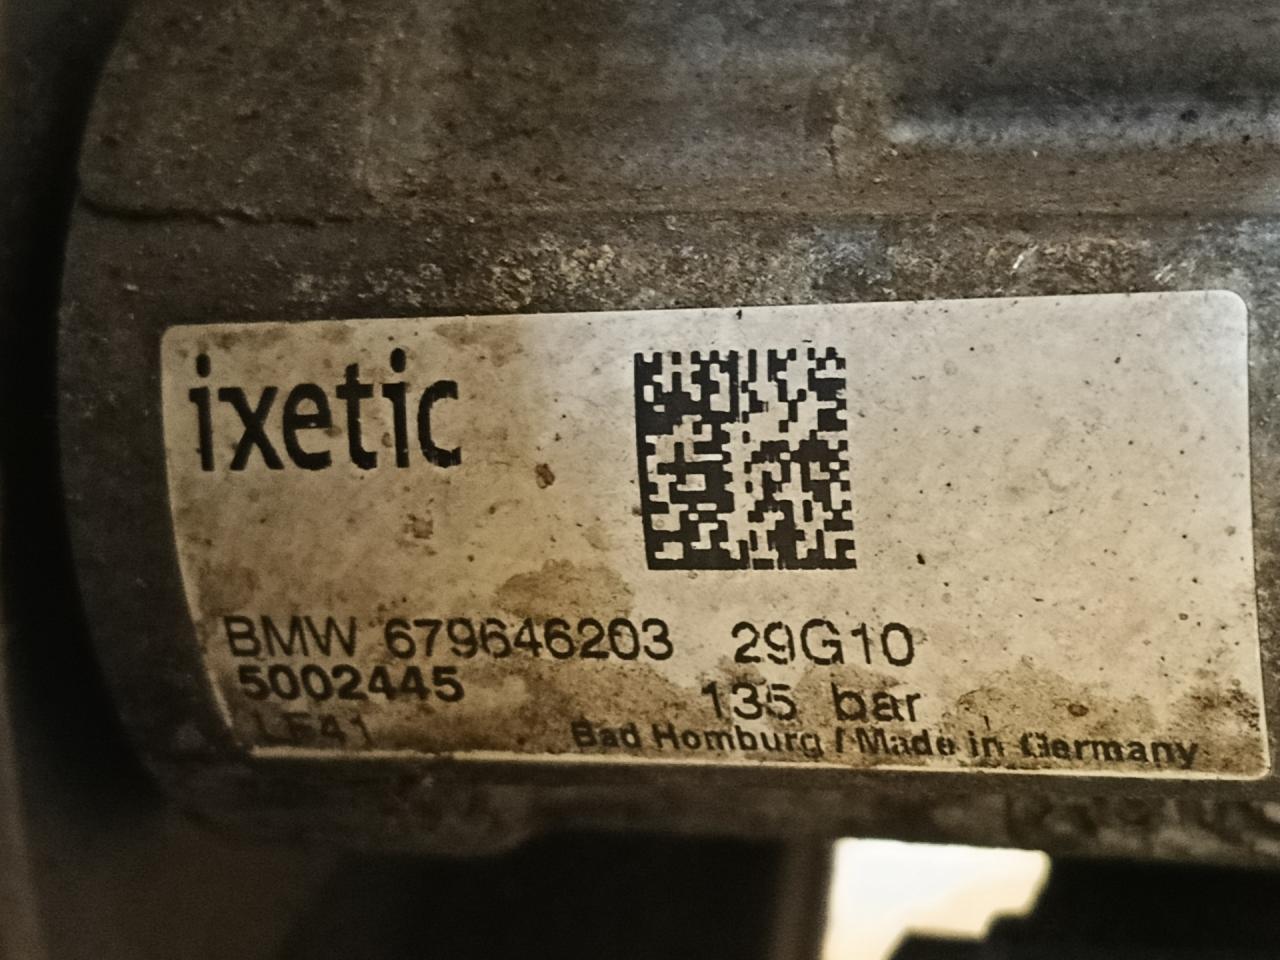 ixetic
BMW 679646203 29G10
5002445 135 bar
LF41 Bad Homburg / Made in Germany